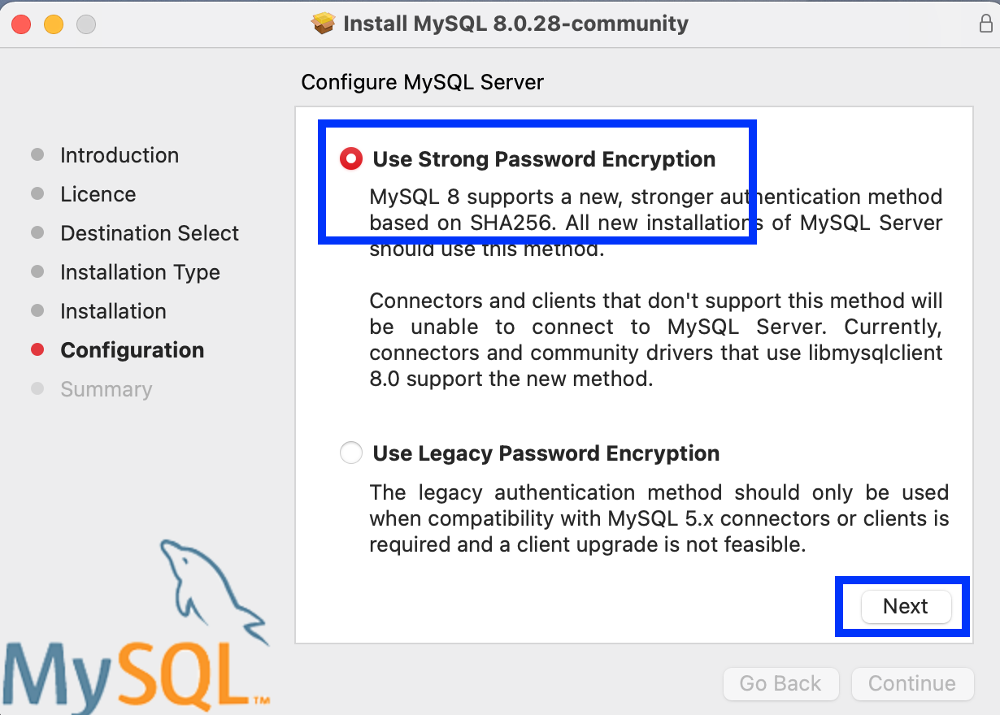 Install MySQL 8.0.28-community
Configure MySQL Server
Introduction
Licence
Destination Select
Installation Type
Installation
Configuration
Summary
Use Strong Password Encryption
MySQL 8 supports a new, stronger authentication method
based on SHA256. All new installations of MySQL Server
should use this method.
Connectors and clients that don't support this method will
be unable to connect to MySQL Server. Currently,
connectors and community drivers that use libmysqlclient
8.0 support the new method.
Use Legacy Password Encryption
The legacy authentication method should only be used
when compatibility with MySQL 5.x connectors or clients is
required and a client upgrade is not feasible.
Next
MySQL™
Go Back
Continue